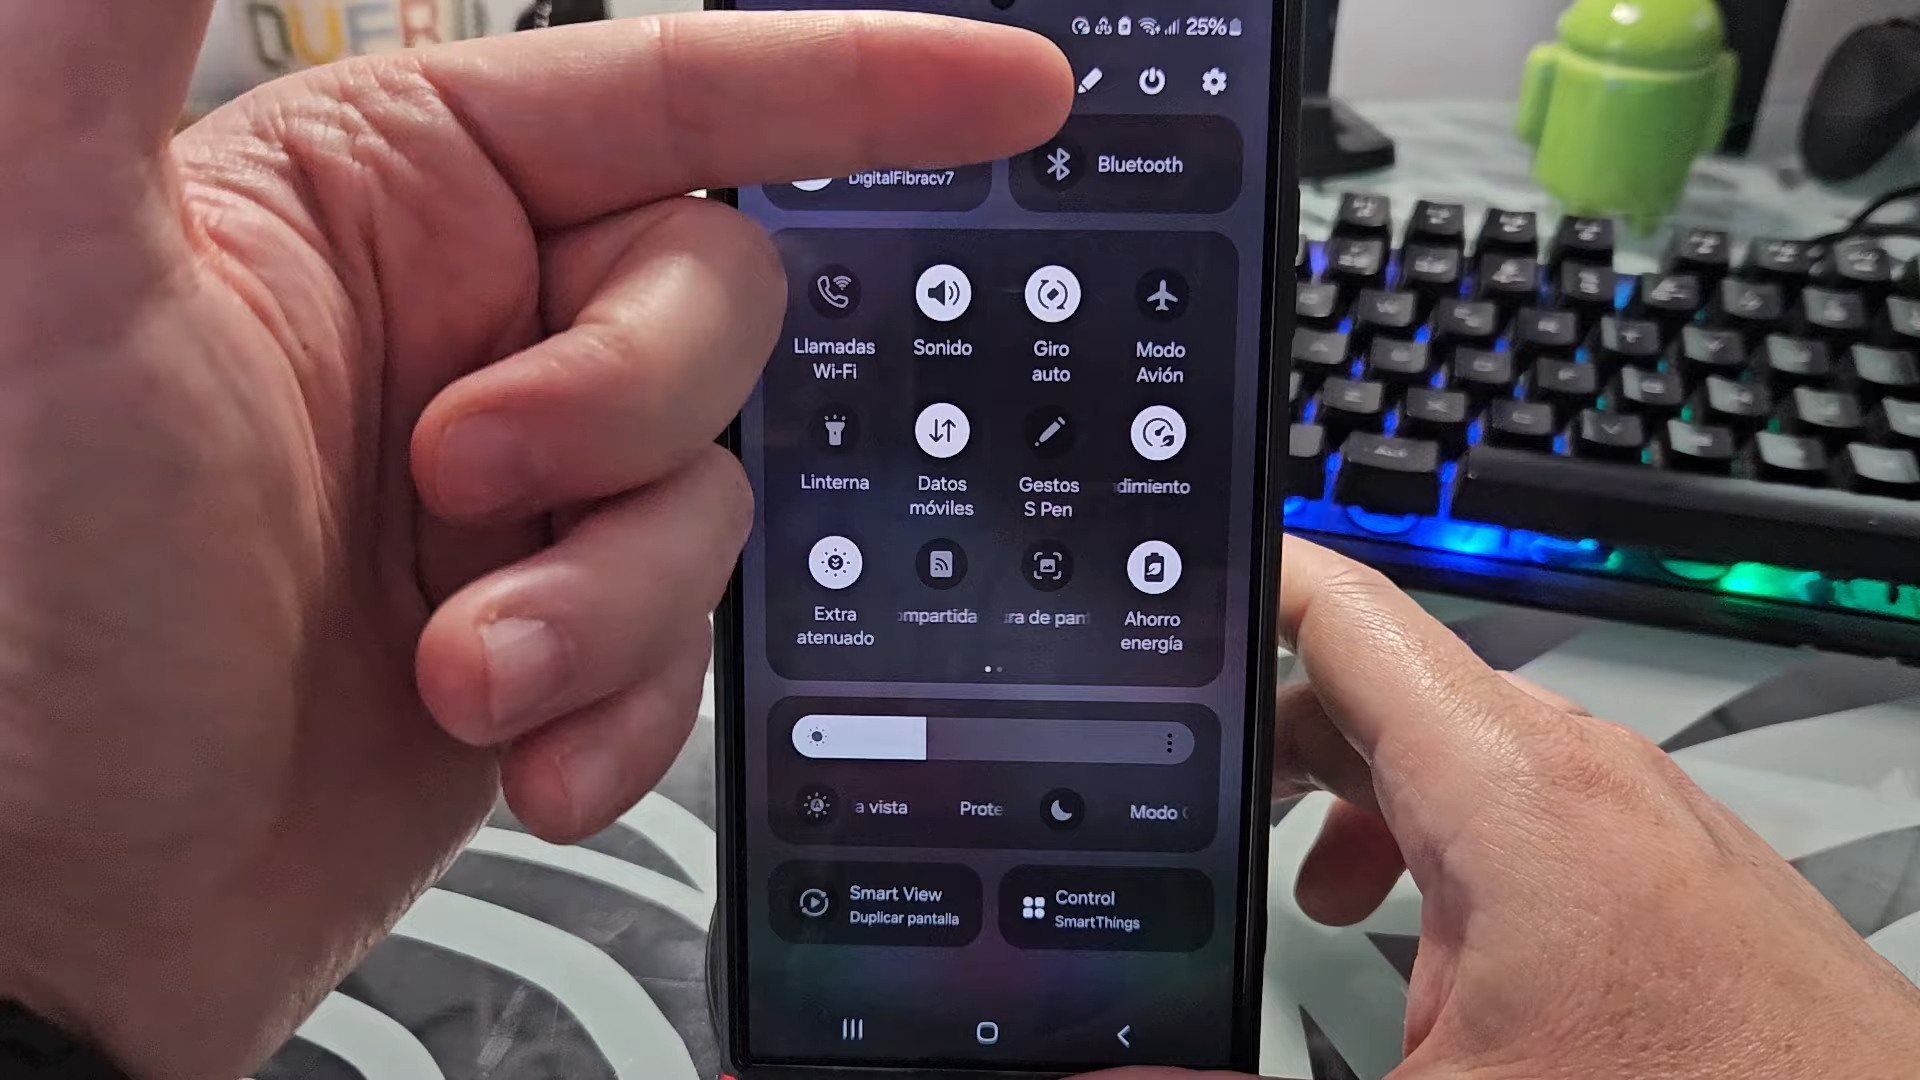 25%
DigitalFibracv7
Bluetooth
Llamadas
Wi-Fi
Sonido
Giro
auto
Modo
Avión
Linterna
Datos
móviles
Gestos
S Pen
dimiento
Extra
atenuado
mpartida
ra de pan
Ahorro
energía
a vista
Prote
Modo
Smart View
Duplicar pantalla
Control
SmartThings